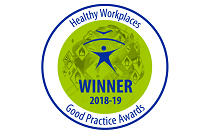 Healthy Workplaces
WINNER
2018-19
Good Practice Awards